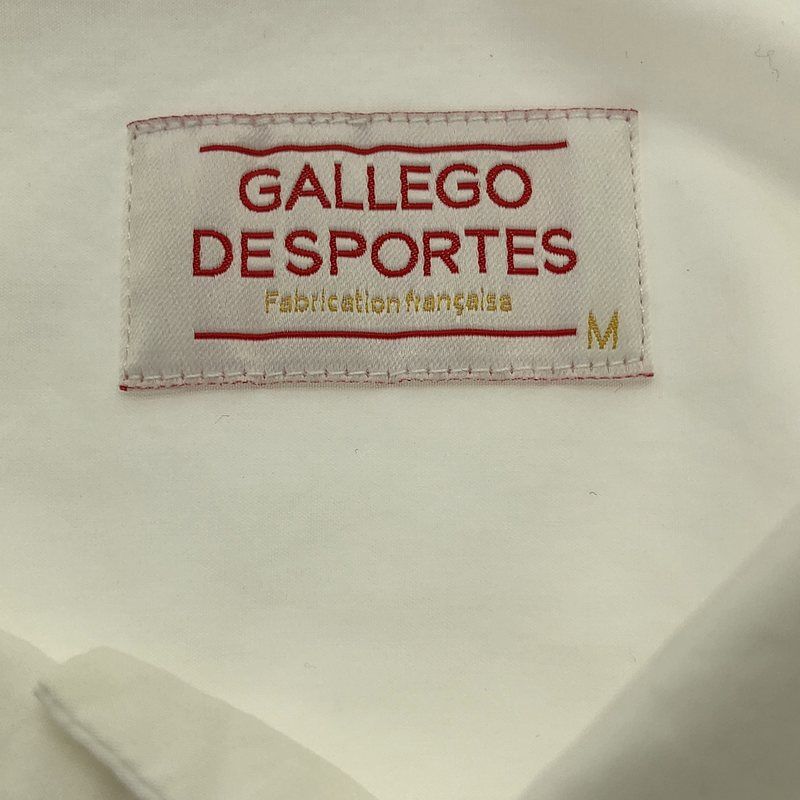 GALLEGO
DESPORTES
Fabrication française
M